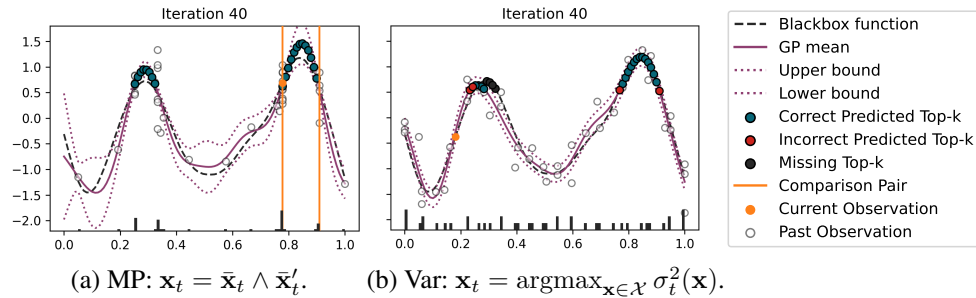 Iteration 40
1.5
1.0
0.5
0.0
−0.5
−1.0
−1.5
−2.0
0.0 0.2 0.4 0.6 0.8 1.0
(a) MP: x_t = x̄_t ∧ x̄′_t.
Iteration 40
0.0 0.2 0.4 0.6 0.8 1.0
(b) Var: x_t = argmax_{x∈𝒳} σ²_t(x).
Blackbox function
GP mean
Upper bound
Lower bound
Correct Predicted Top-k
Incorrect Predicted Top-k
Missing Top-k
Comparison Pair
Current Observation
Past Observation